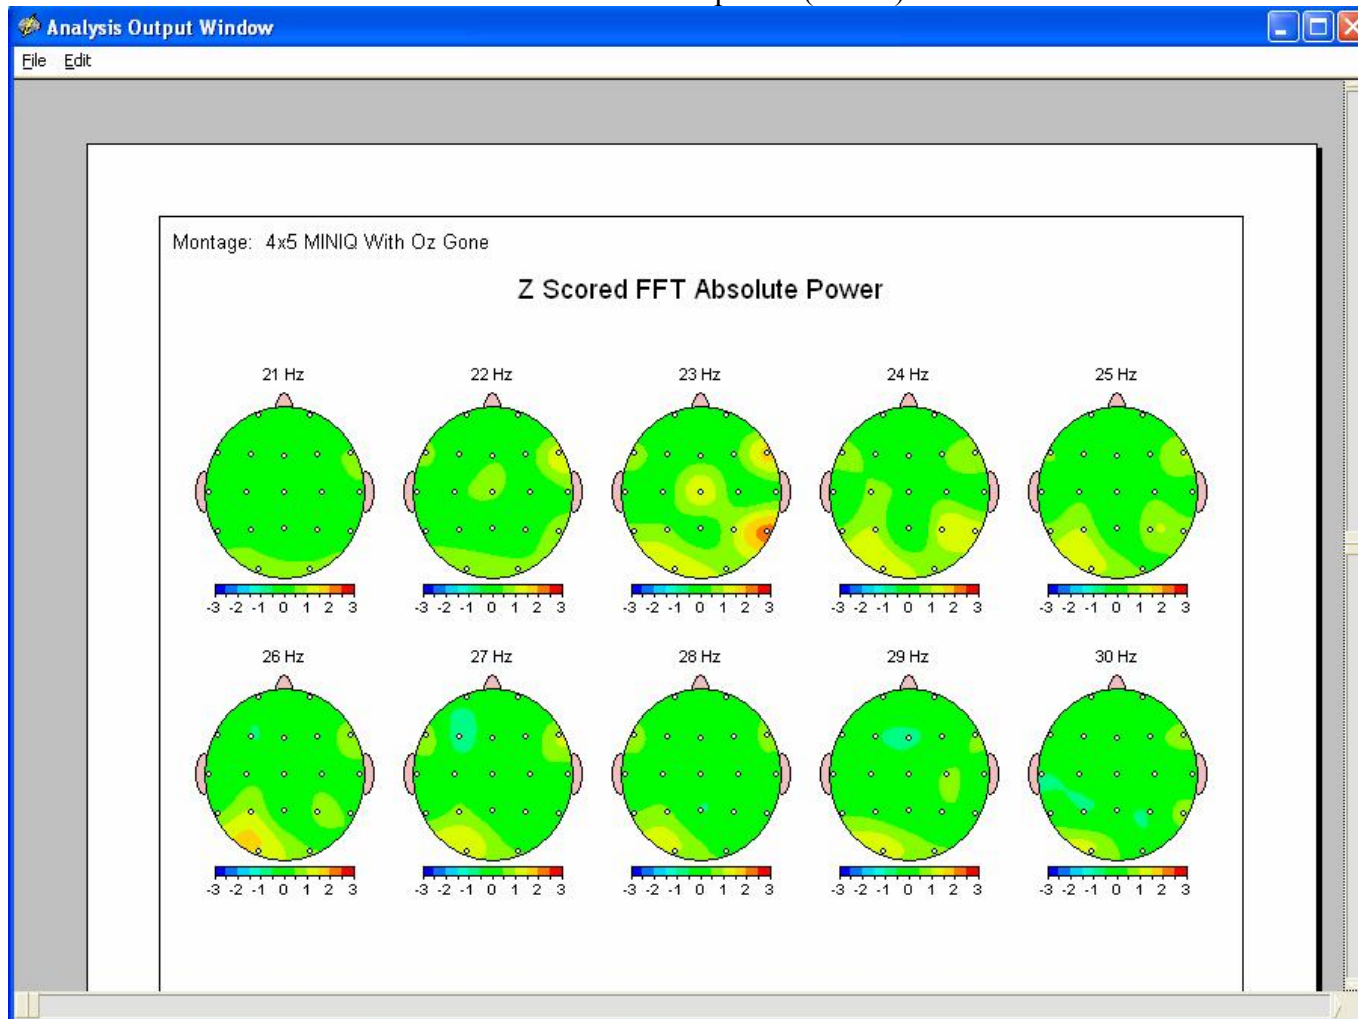 Analysis Output Window
File Edit
Montage: 4x5 MINIQ With Oz Gone
Z Scored FFT Absolute Power
21 Hz 22 Hz 23 Hz 24 Hz 25 Hz
-3 -2 -1 0 1 2 3 -3 -2 -1 0 1 2 3 -3 -2 -1 0 1 2 3 -3 -2 -1 0 1 2 3 -3 -2 -1 0 1 2 3
26 Hz 27 Hz 28 Hz 29 Hz 30 Hz
-3 -2 -1 0 1 2 3 -3 -2 -1 0 1 2 3 -3 -2 -1 0 1 2 3 -3 -2 -1 0 1 2 3 -3 -2 -1 0 1 2 3